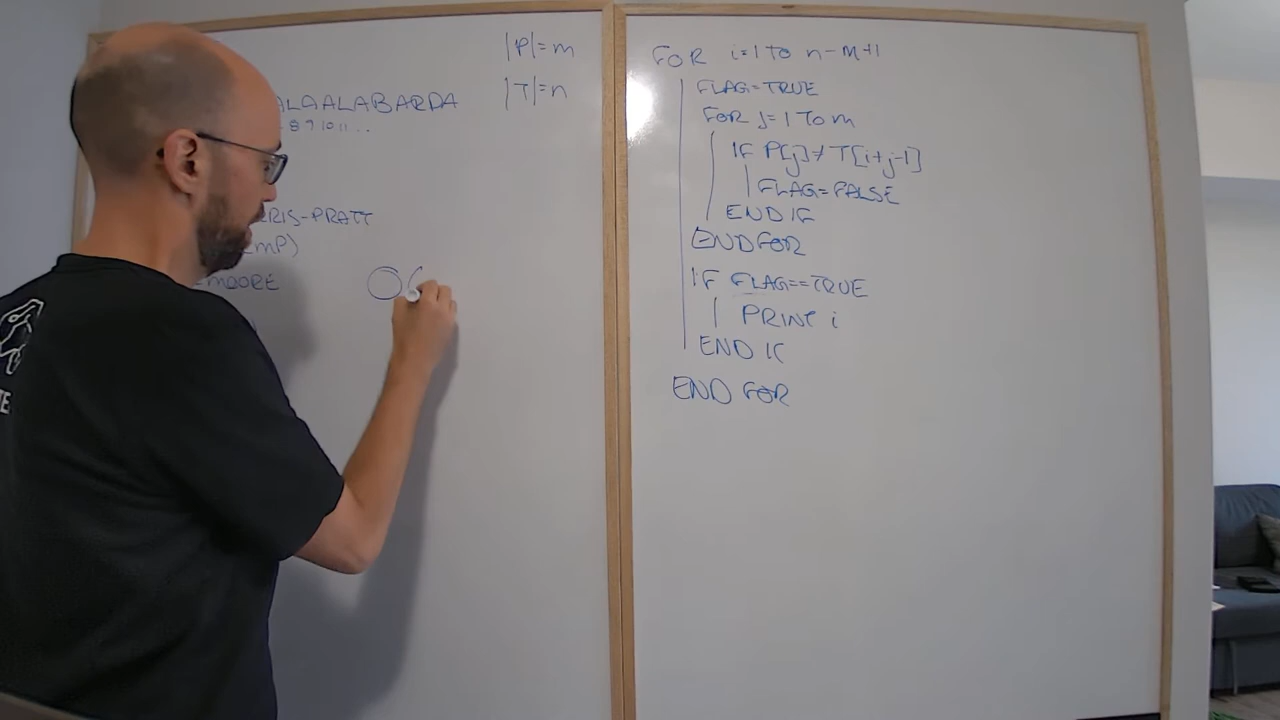 |P|=m
|T|=n
ALAALABARDA
8 9 10 11 ...
RIS-PRATT
MP)
MOORE
O(
FOR i=1 TO n-m+1
FLAG=TRUE
FOR j=1 TO m
IF P[j]≠T[i+j-1]
FLAG=FALSE
END IF
END FOR
IF FLAG==TRUE
PRINT i
END IF
END FOR